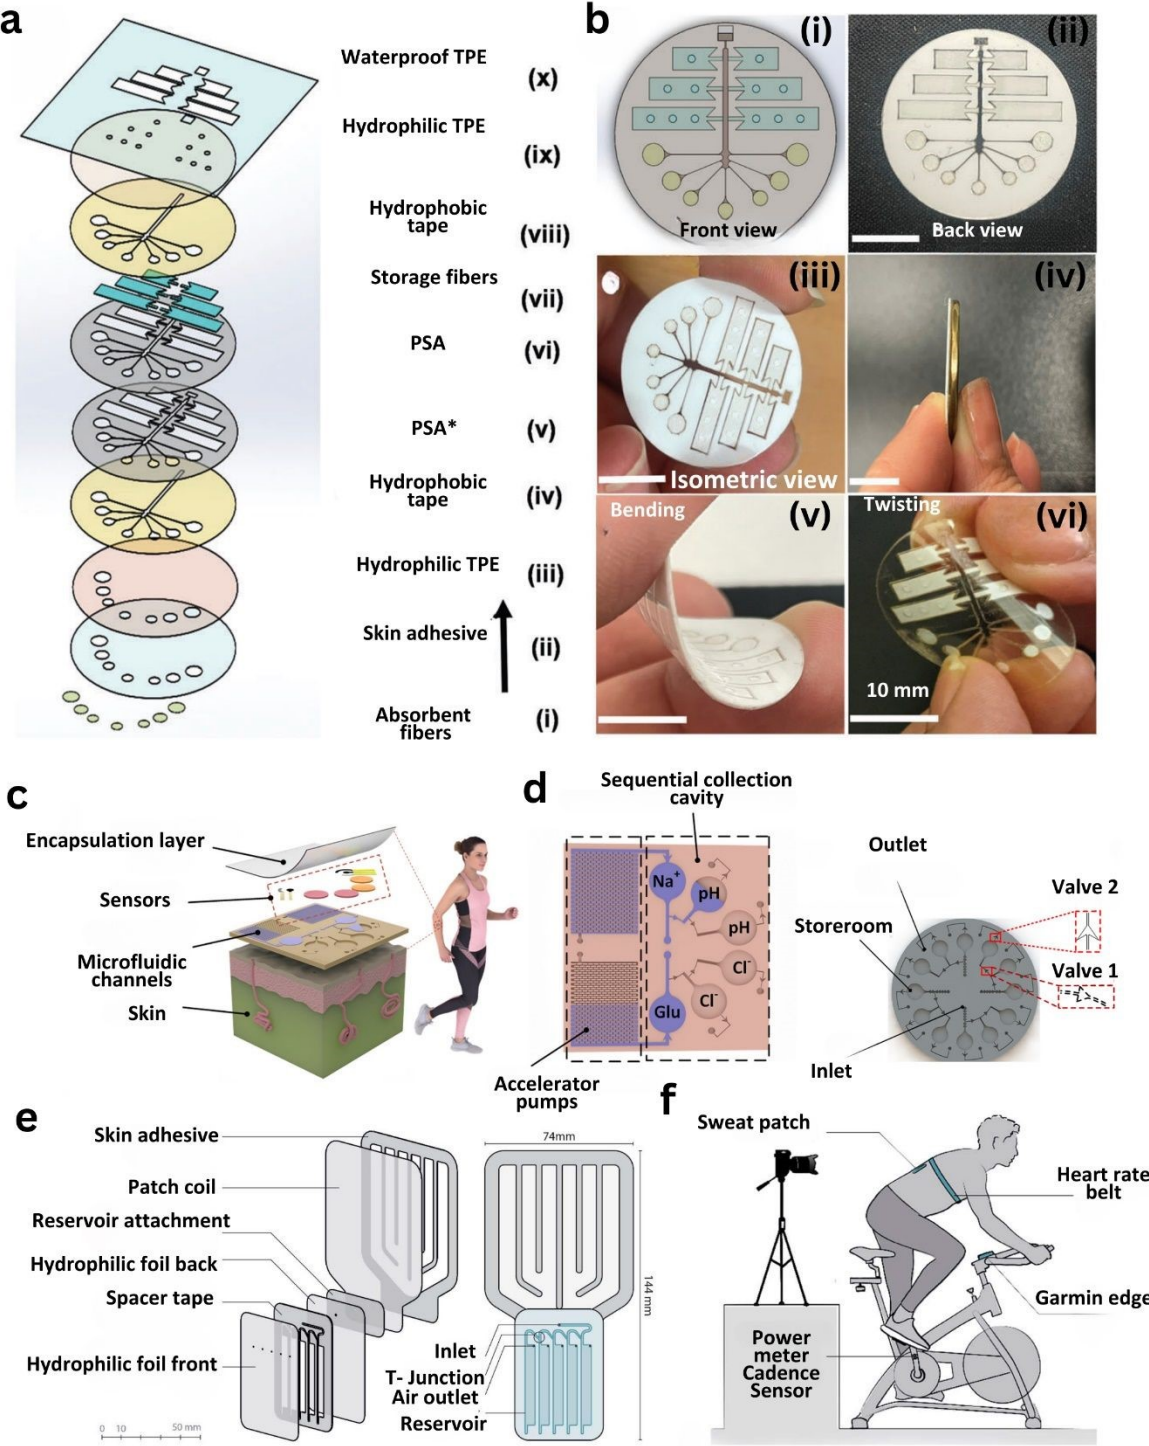 a
Waterproof TPE
(x)
Hydrophilic TPE
(ix)
Hydrophobic
tape
(viii)
Storage fibers
(vii)
PSA
(vi)
PSA*
(v)
Hydrophobic
tape
(iv)
Hydrophilic TPE
(iii)
Skin adhesive
(ii)
Absorbent
fibers
(i)
b
(i)
Front view
(ii)
Back view
(iii)
Isometric view
(iv)
Bending
(v)
Twisting
(vi)
10 mm
c
Encapsulation layer
Sensors
Microfluidic
channels
Skin
d
Sequential collection
cavity
Na+
pH
pH
Cl-
Cl-
Glu
Accelerator
pumps
Outlet
Storeroom
Inlet
Valve 2
Valve 1
e
Skin adhesive
Patch coil
Reservoir attachment
Hydrophilic foil back
Spacer tape
Hydrophilic foil front
0 10 50 mm
74mm
144 mm
Inlet
T- Junction
Air outlet
Reservoir
f
Sweat patch
Heart rate
belt
Garmin edge
Power
meter
Cadence
Sensor